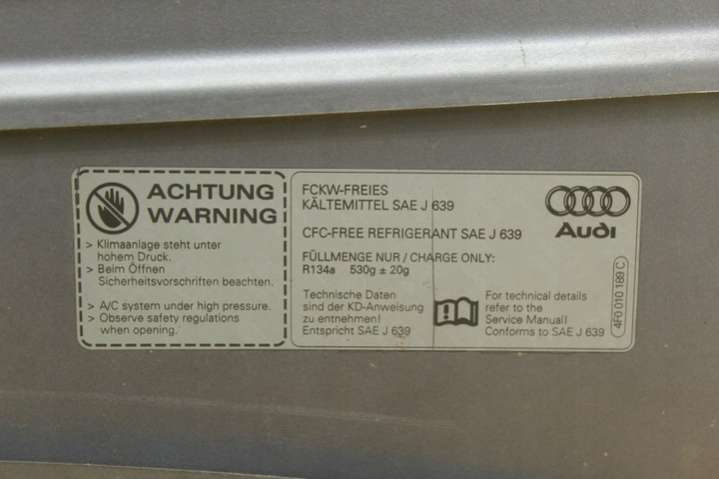 ACHTUNG
WARNING
> Klimaanlage steht unter
hohem Druck.
> Beim Öffnen
Sicherheitsvorschriften beachten.
> A/C system under high pressure.
> Observe safety regulations
when opening.
FCKW-FREIES
KÄLTEMITTEL SAE J 639
CFC-FREE REFRIGERANT SAE J 639
FÜLLMENGE NUR / CHARGE ONLY:
R134a 530g ± 20g
Technische Daten
sind der KD-Anweisung
zu entnehmen!
Entspricht SAE J 639
For technical details
refer to the
Service Manual!
Conforms to SAE J 639
Audi
4F0 010 189 C